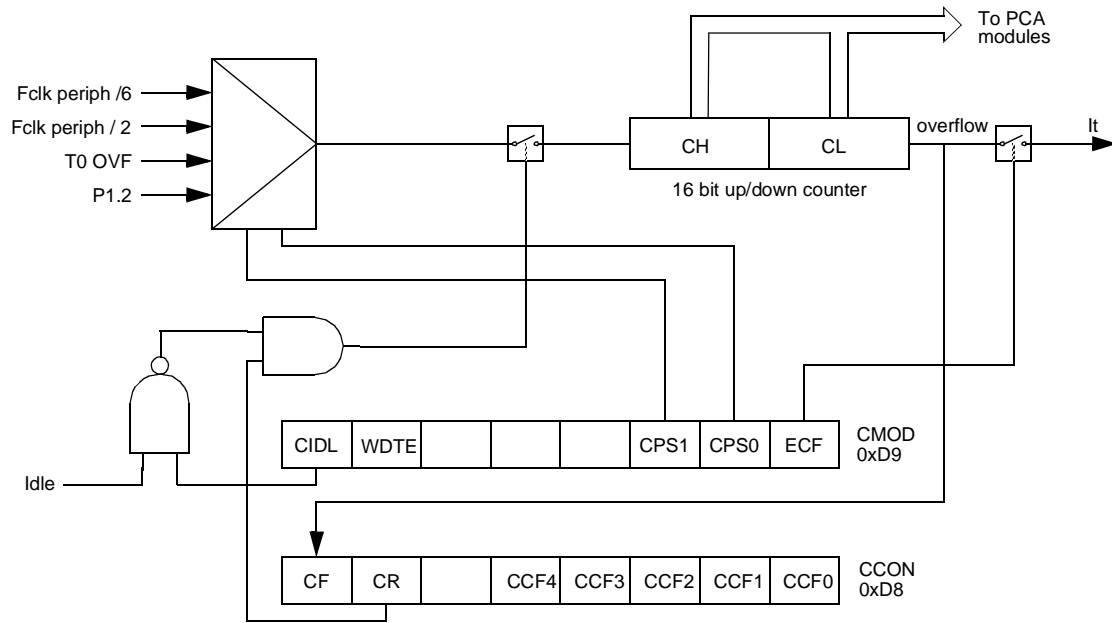 To PCA
modules
Fclk periph /6
Fclk periph / 2
T0 OVF
P1.2
CH
CL
overflow
It
16 bit up/down counter
CIDL
WDTE
CPS1
CPS0
ECF
CMOD
0xD9
Idle
CF
CR
CCF4
CCF3
CCF2
CCF1
CCF0
CCON
0xD8